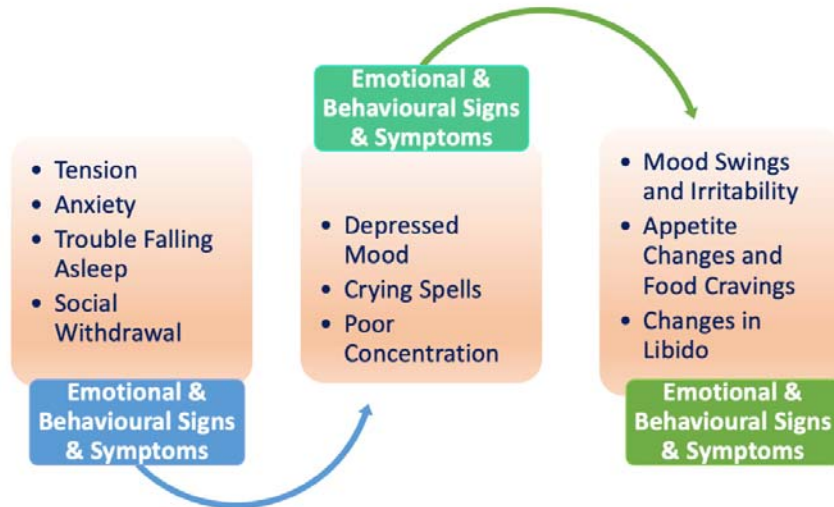 • Tension
• Anxiety
• Trouble Falling
Asleep
• Social
Withdrawal
Emotional &
Behavioural Signs
& Symptoms
Emotional &
Behavioural Signs
& Symptoms
• Depressed
Mood
• Crying Spells
• Poor
Concentration
• Mood Swings
and Irritability
• Appetite
Changes and
Food Cravings
• Changes in
Libido
Emotional &
Behavioural Signs
& Symptoms